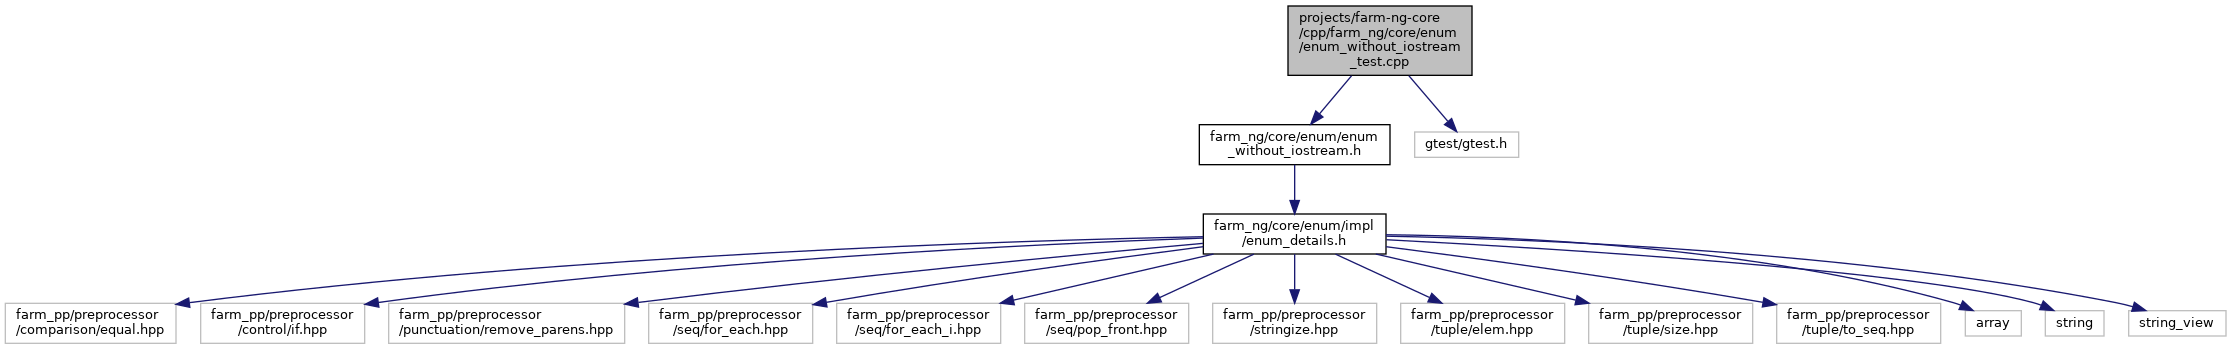 projects/farm-ng-core
/cpp/farm_ng/core/enum
/enum_without_iostream
_test.cpp
farm_ng/core/enum/enum
_without_iostream.h
gtest/gtest.h
farm_ng/core/enum/impl
/enum_details.h
farm_pp/preprocessor
/comparison/equal.hpp
farm_pp/preprocessor
/control/if.hpp
farm_pp/preprocessor
/punctuation/remove_parens.hpp
farm_pp/preprocessor
/seq/for_each.hpp
farm_pp/preprocessor
/seq/for_each_i.hpp
farm_pp/preprocessor
/seq/pop_front.hpp
farm_pp/preprocessor
/stringize.hpp
farm_pp/preprocessor
/tuple/elem.hpp
farm_pp/preprocessor
/tuple/size.hpp
farm_pp/preprocessor
/tuple/to_seq.hpp
array
string
string_view